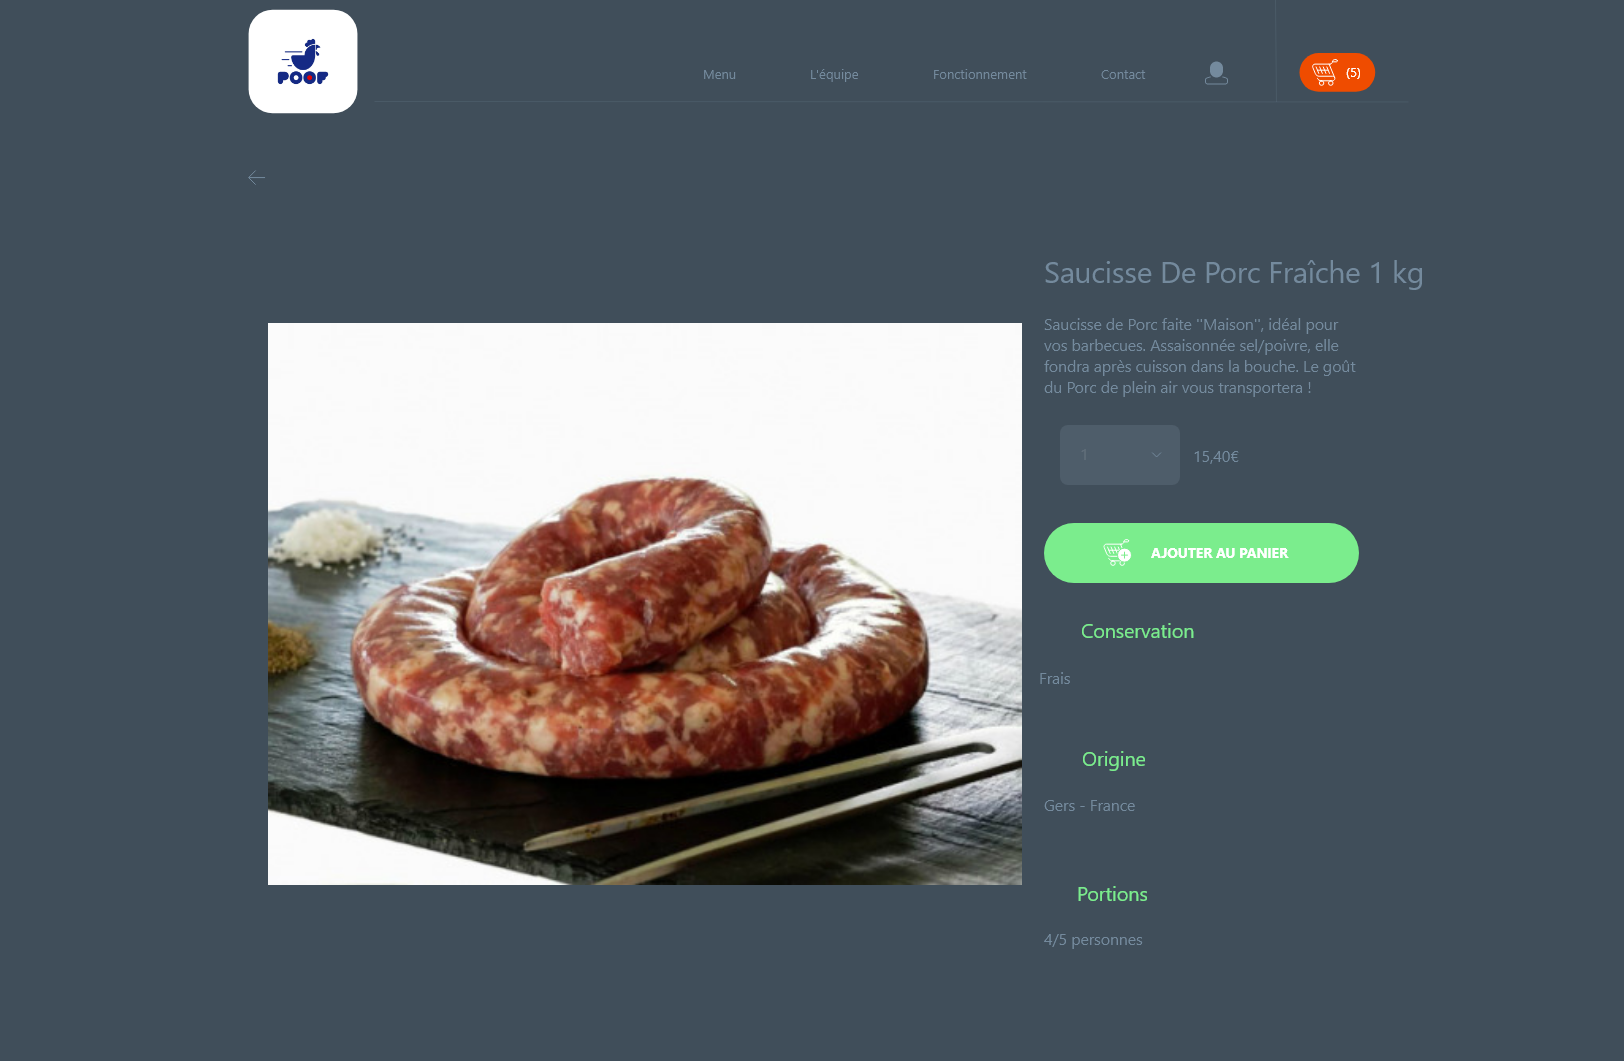 POOF
Menu
L'équipe
Fonctionnement
Contact
(5)
Saucisse De Porc Fraîche 1 kg
Saucisse de Porc faite "Maison", idéal pour
vos barbecues. Assaisonnée sel/poivre, elle
fondra après cuisson dans la bouche. Le goût
du Porc de plein air vous transportera !
1
15,40€
AJOUTER AU PANIER
Conservation
Frais
Origine
Gers - France
Portions
4/5 personnes